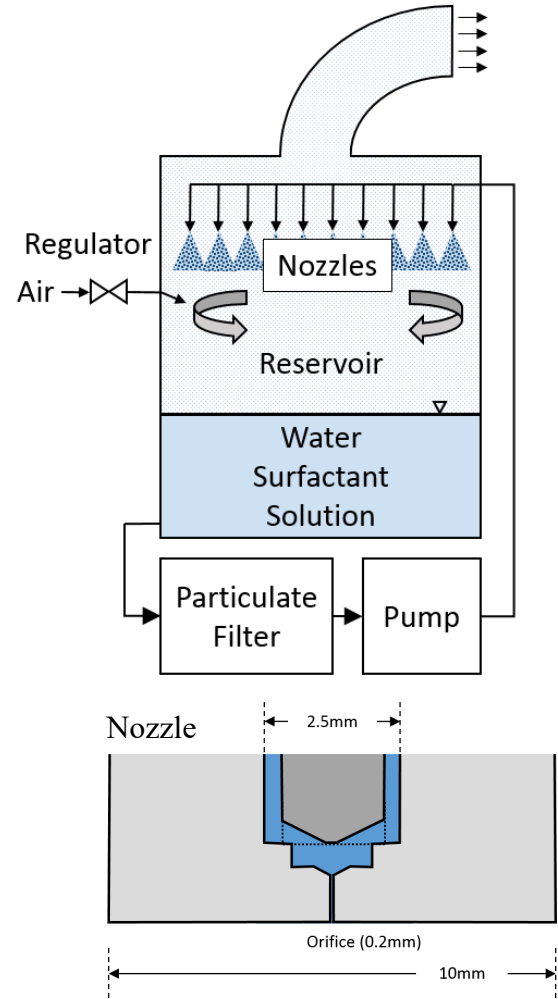 Regulator
Air
Nozzles
Reservoir
Water
Surfactant
Solution
Particulate
Filter
Pump
Nozzle
2.5mm
Orifice (0.2mm)
10mm